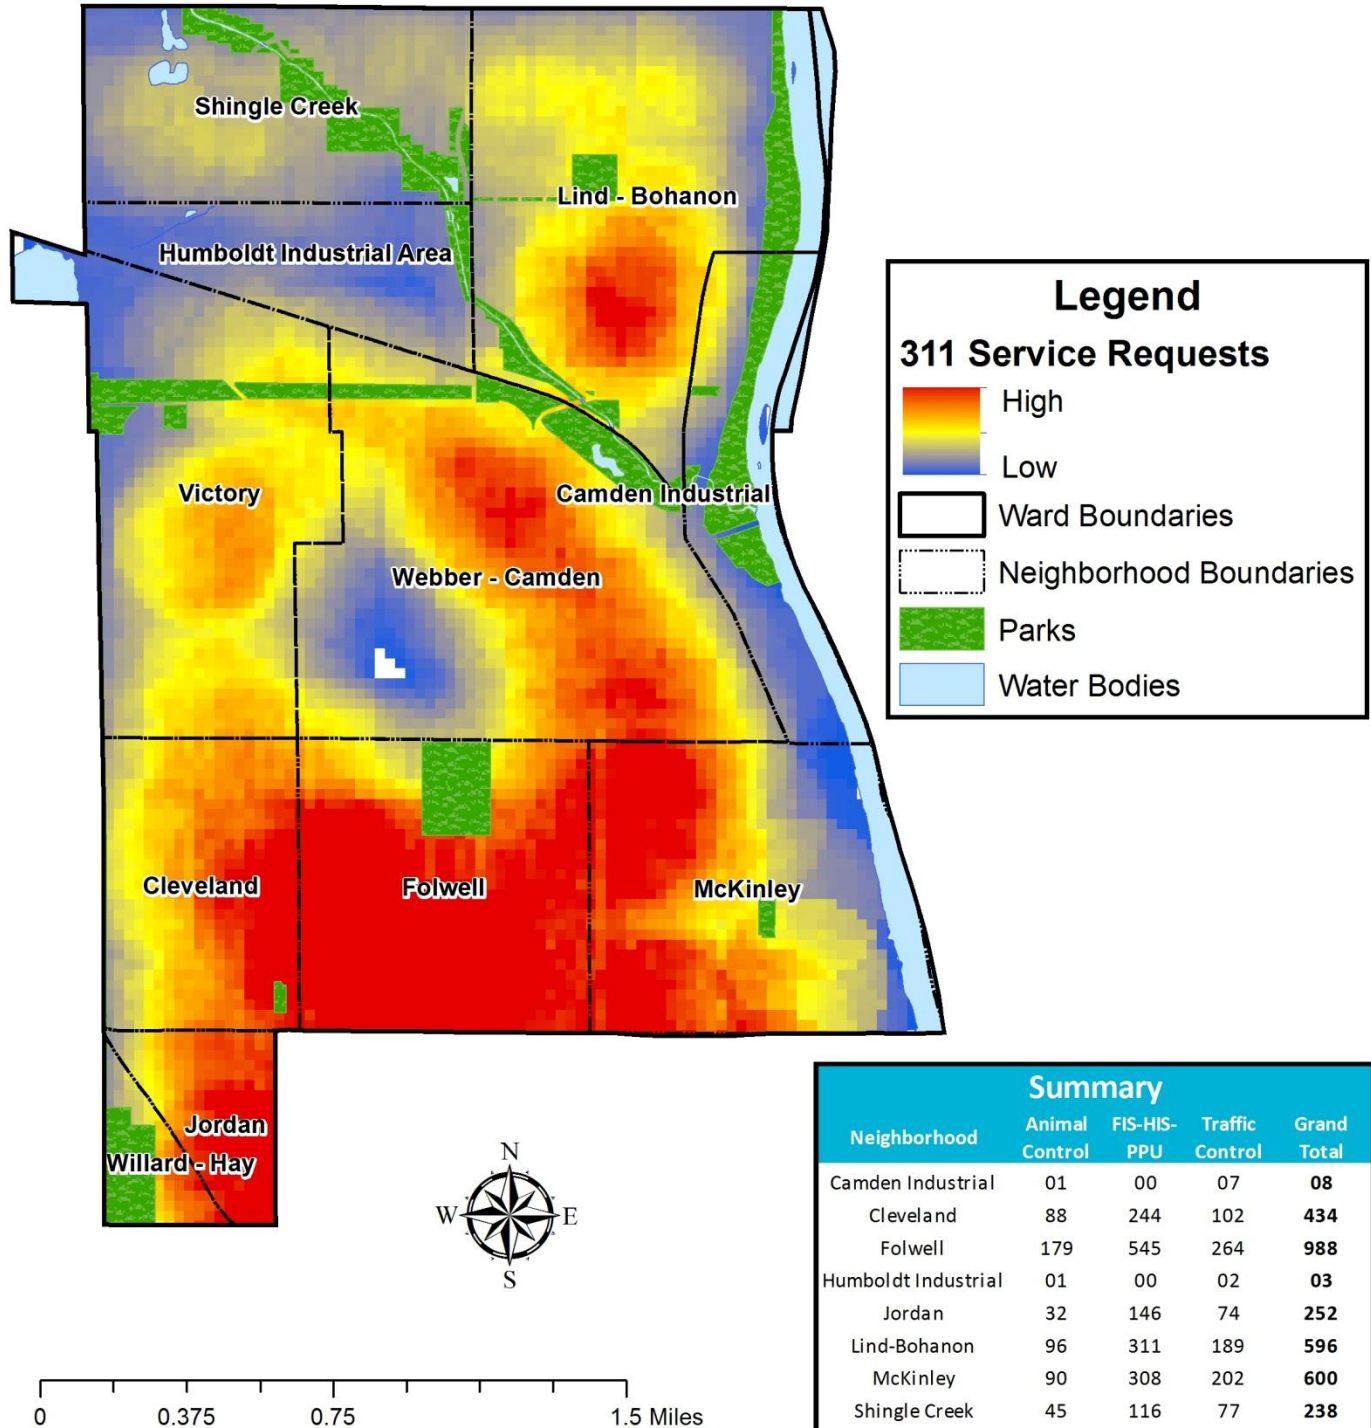 Shingle Creek
Lind - Bohanon
Humboldt Industrial Area
Victory
Camden Industrial
Webber - Camden
Cleveland
Folwell
McKinley
Jordan
Willard - Hay
Legend
311 Service Requests
High
Low
Ward Boundaries
Neighborhood Boundaries
Parks
Water Bodies
N
W E
S
0 0.375 0.75 1.5 Miles
Summary
Neighborhood Animal Control FIS-HIS-PPU Traffic Control Grand Total
Camden Industrial 01 00 07 08
Cleveland 88 244 102 434
Folwell 179 545 264 988
Humboldt Industrial 01 00 02 03
Jordan 32 146 74 252
Lind-Bohanon 96 311 189 596
McKinley 90 308 202 600
Shingle Creek 45 116 77 238